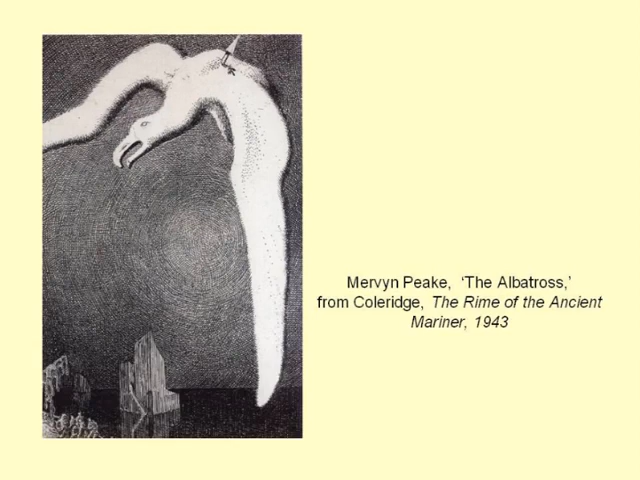 Mervyn Peake,  ‘The Albatross,’
from Coleridge, The Rime of the Ancient
Mariner, 1943